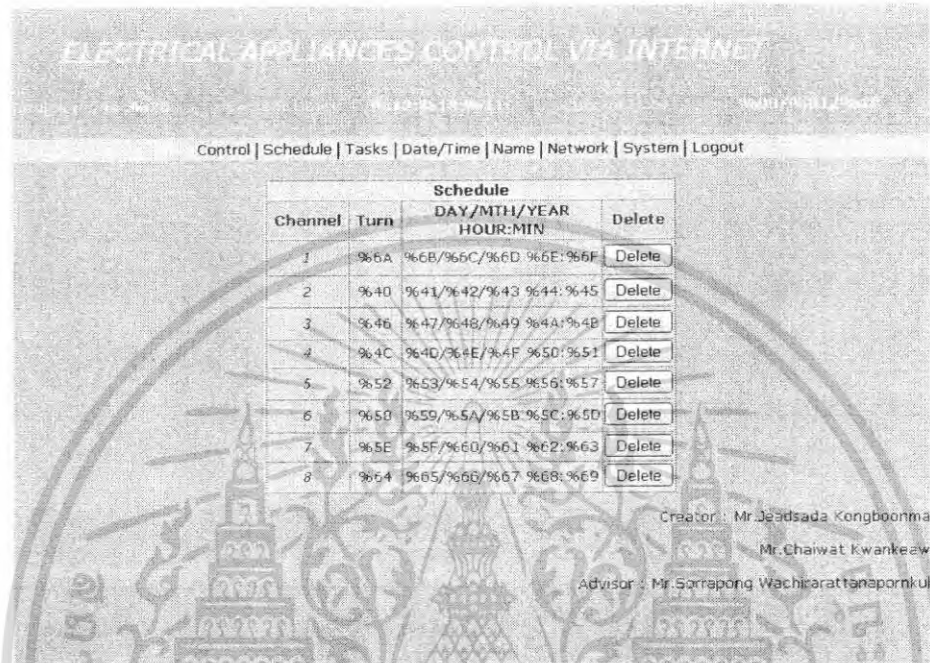 ELECTRICAL APPLIANCES CONTROL VIA INTERNET
Control | Schedule | Tasks | Date/Time | Name | Network | System | Logout
Schedule
Channel Turn DAY/MTH/YEAR HOUR:MIN Delete
1 %6A %6B/%6C/%6D %6E:%6F Delete
2 %40 %41/%42/%43 %44:%45 Delete
3 %46 %47/%48/%49 %4A:%4B Delete
4 %4C %4D/%4E/%4F %50:%51 Delete
5 %52 %53/%54/%55 %56:%57 Delete
6 %58 %59/%5A/%5B %5C:%5D Delete
7 %5E %5F/%60/%61 %62:%63 Delete
8 %64 %65/%66/%67 %68:%69 Delete
Creator : Mr.Jeadsada Kongboonma
Mr.Chaiwat Kwankeaw
Advisor : Mr.Sorrapong Wachirarattanapornkul